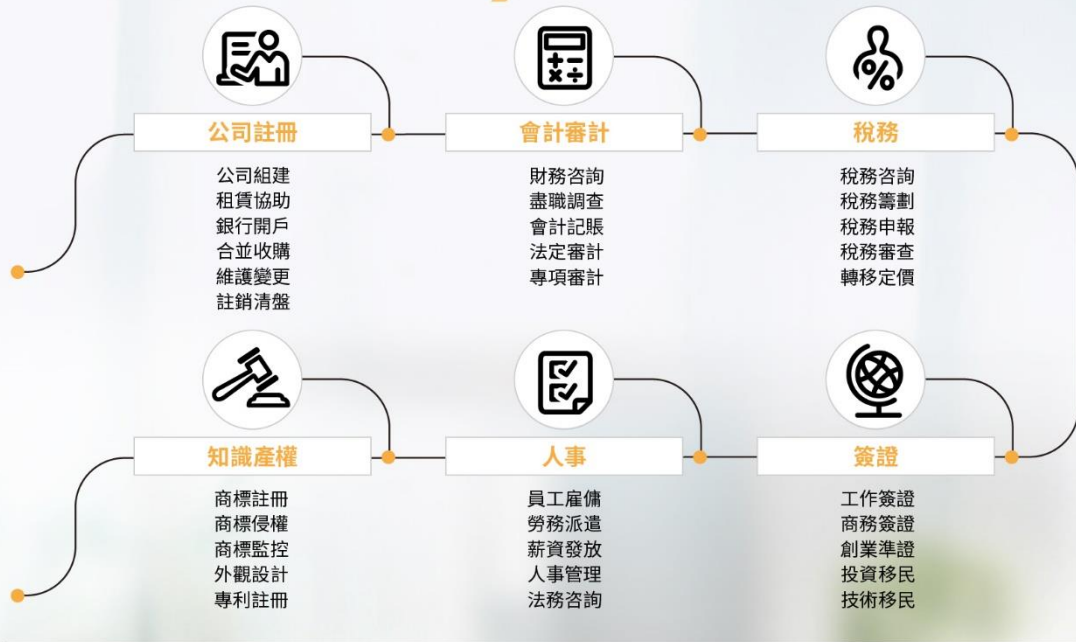 公司註冊
公司組建
租賃協助
銀行開戶
合並收購
維護變更
註銷清盤
會計審計
財務咨詢
盡職調查
會計記賬
法定審計
專項審計
稅務
稅務咨詢
稅務籌劃
稅務申報
稅務審查
轉移定價
知識產權
商標註冊
商標侵權
商標監控
外觀設計
專利註冊
人事
員工雇傭
勞務派遣
薪資發放
人事管理
法務咨詢
簽證
工作簽證
商務簽證
創業準證
投資移民
技術移民